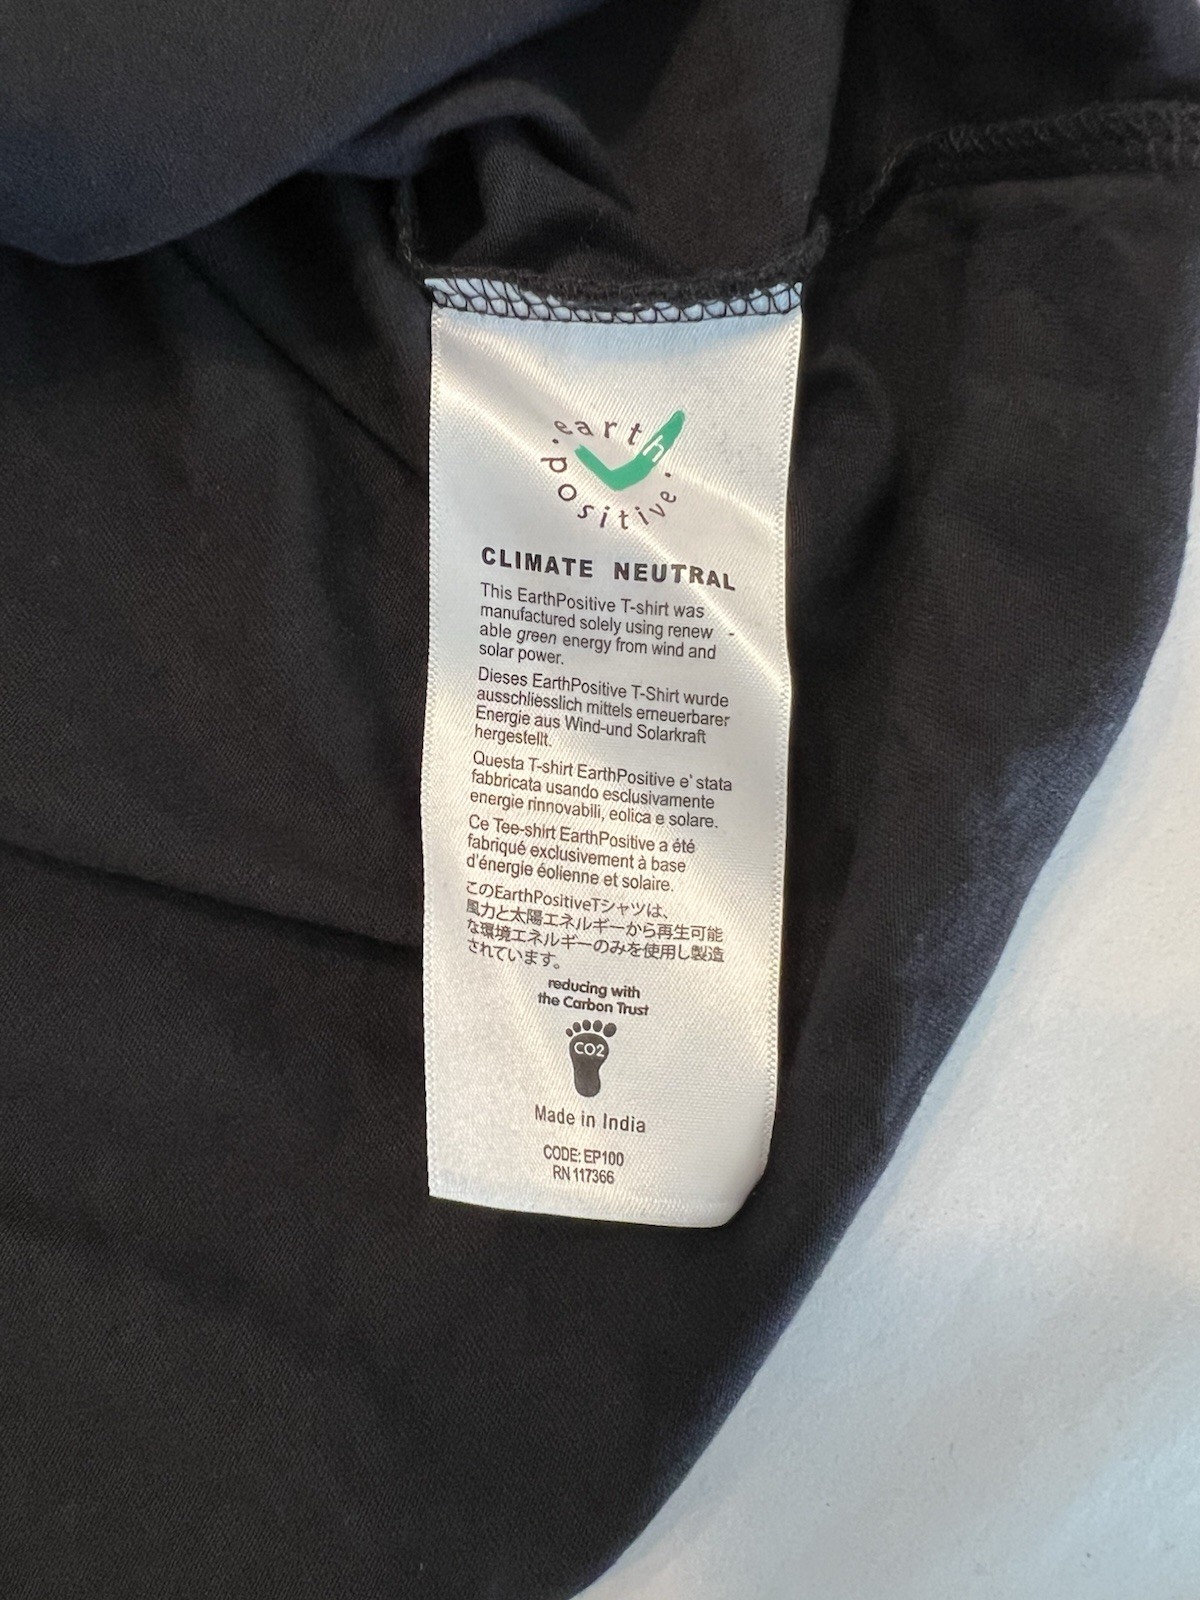 earth
positive
CLIMATE NEUTRAL
This EarthPositive T-shirt was
manufactured solely using renew -
able green energy from wind and
solar power.
Dieses EarthPositive T-Shirt wurde
ausschliesslich mittels erneuerbarer
Energie aus Wind-und Solarkraft
hergestellt.
Questa T-shirt EarthPositive e' stata
fabbricata usando esclusivamente
energie rinnovabili, eolica e solare.
Ce Tee-shirt EarthPositive a été
fabriqué exclusivement à base
d'énergie éolienne et solaire.
このEarthPositiveTシャツは、
風力と太陽エネルギーから再生可能
な環境エネルギーのみを使用し製造
されています。
reducing with
the Carbon Trust
CO2
Made in India
CODE: EP100
RN 117366